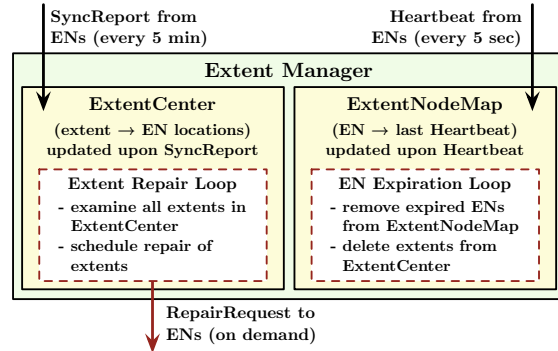 SyncReport from
ENs (every 5 min)
Heartbeat from
ENs (every 5 sec)
Extent Manager
ExtentCenter
(extent → EN locations)
updated upon SyncReport
Extent Repair Loop
- examine all extents in
ExtentCenter
- schedule repair of
extents
ExtentNodeMap
(EN → last Heartbeat)
updated upon Heartbeat
EN Expiration Loop
- remove expired ENs
from ExtentNodeMap
- delete extents from
ExtentCenter
RepairRequest to
ENs (on demand)